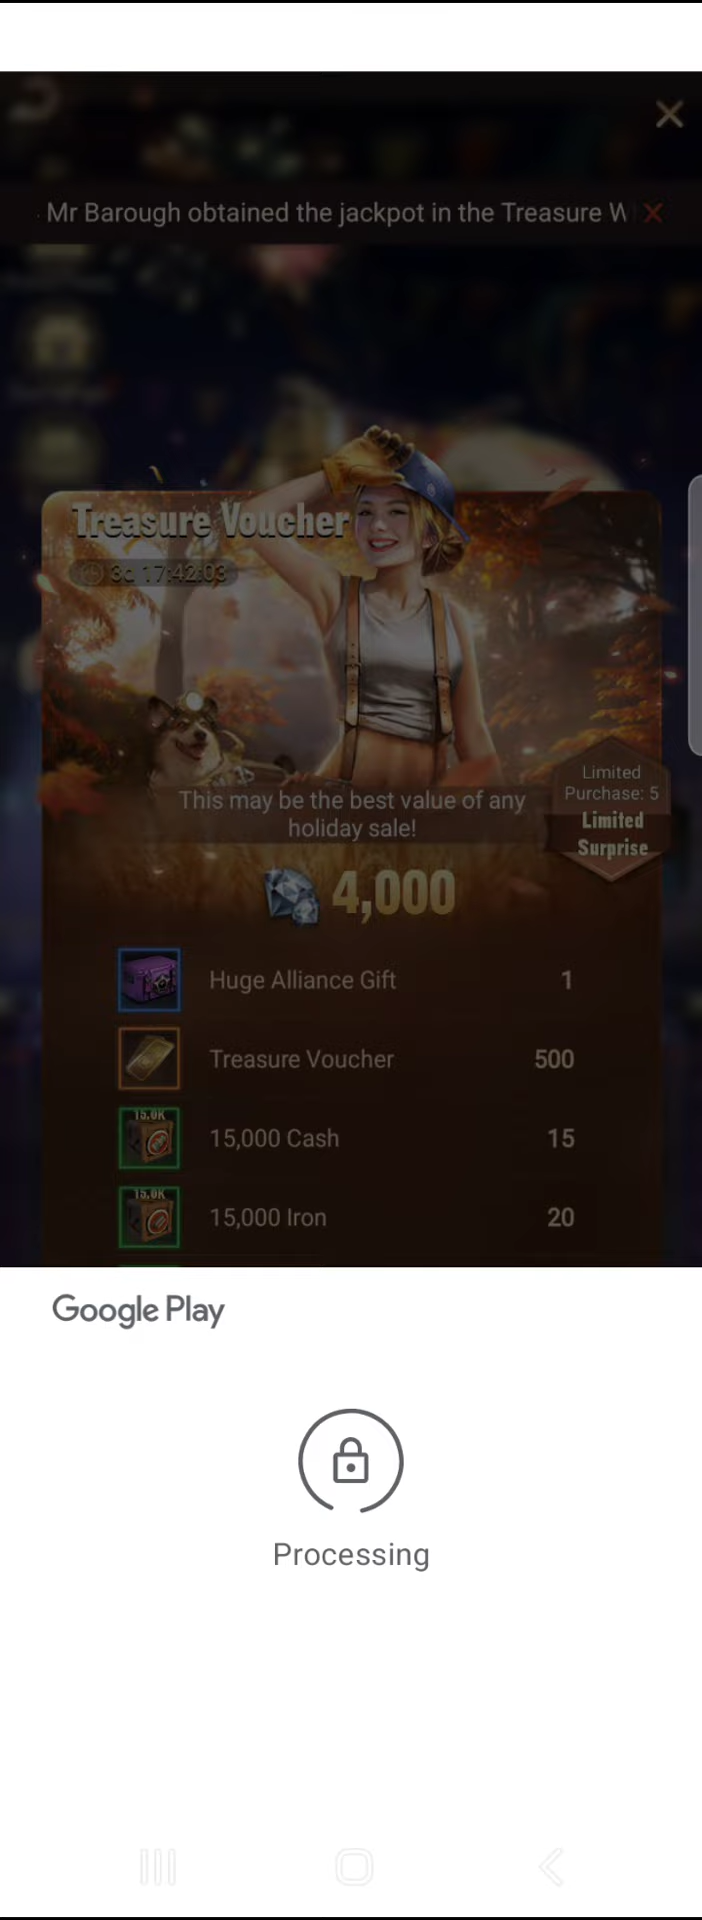 Mr Barough obtained the jackpot in the Treasure W
Treasure Voucher
3d 17:42:03
Limited
Purchase: 5
Limited
Surprise
This may be the best value of any
holiday sale!
4,000
Huge Alliance Gift 1
Treasure Voucher 500
15.0K
15,000 Cash 15
15.0K
15,000 Iron 20
Google Play
Processing